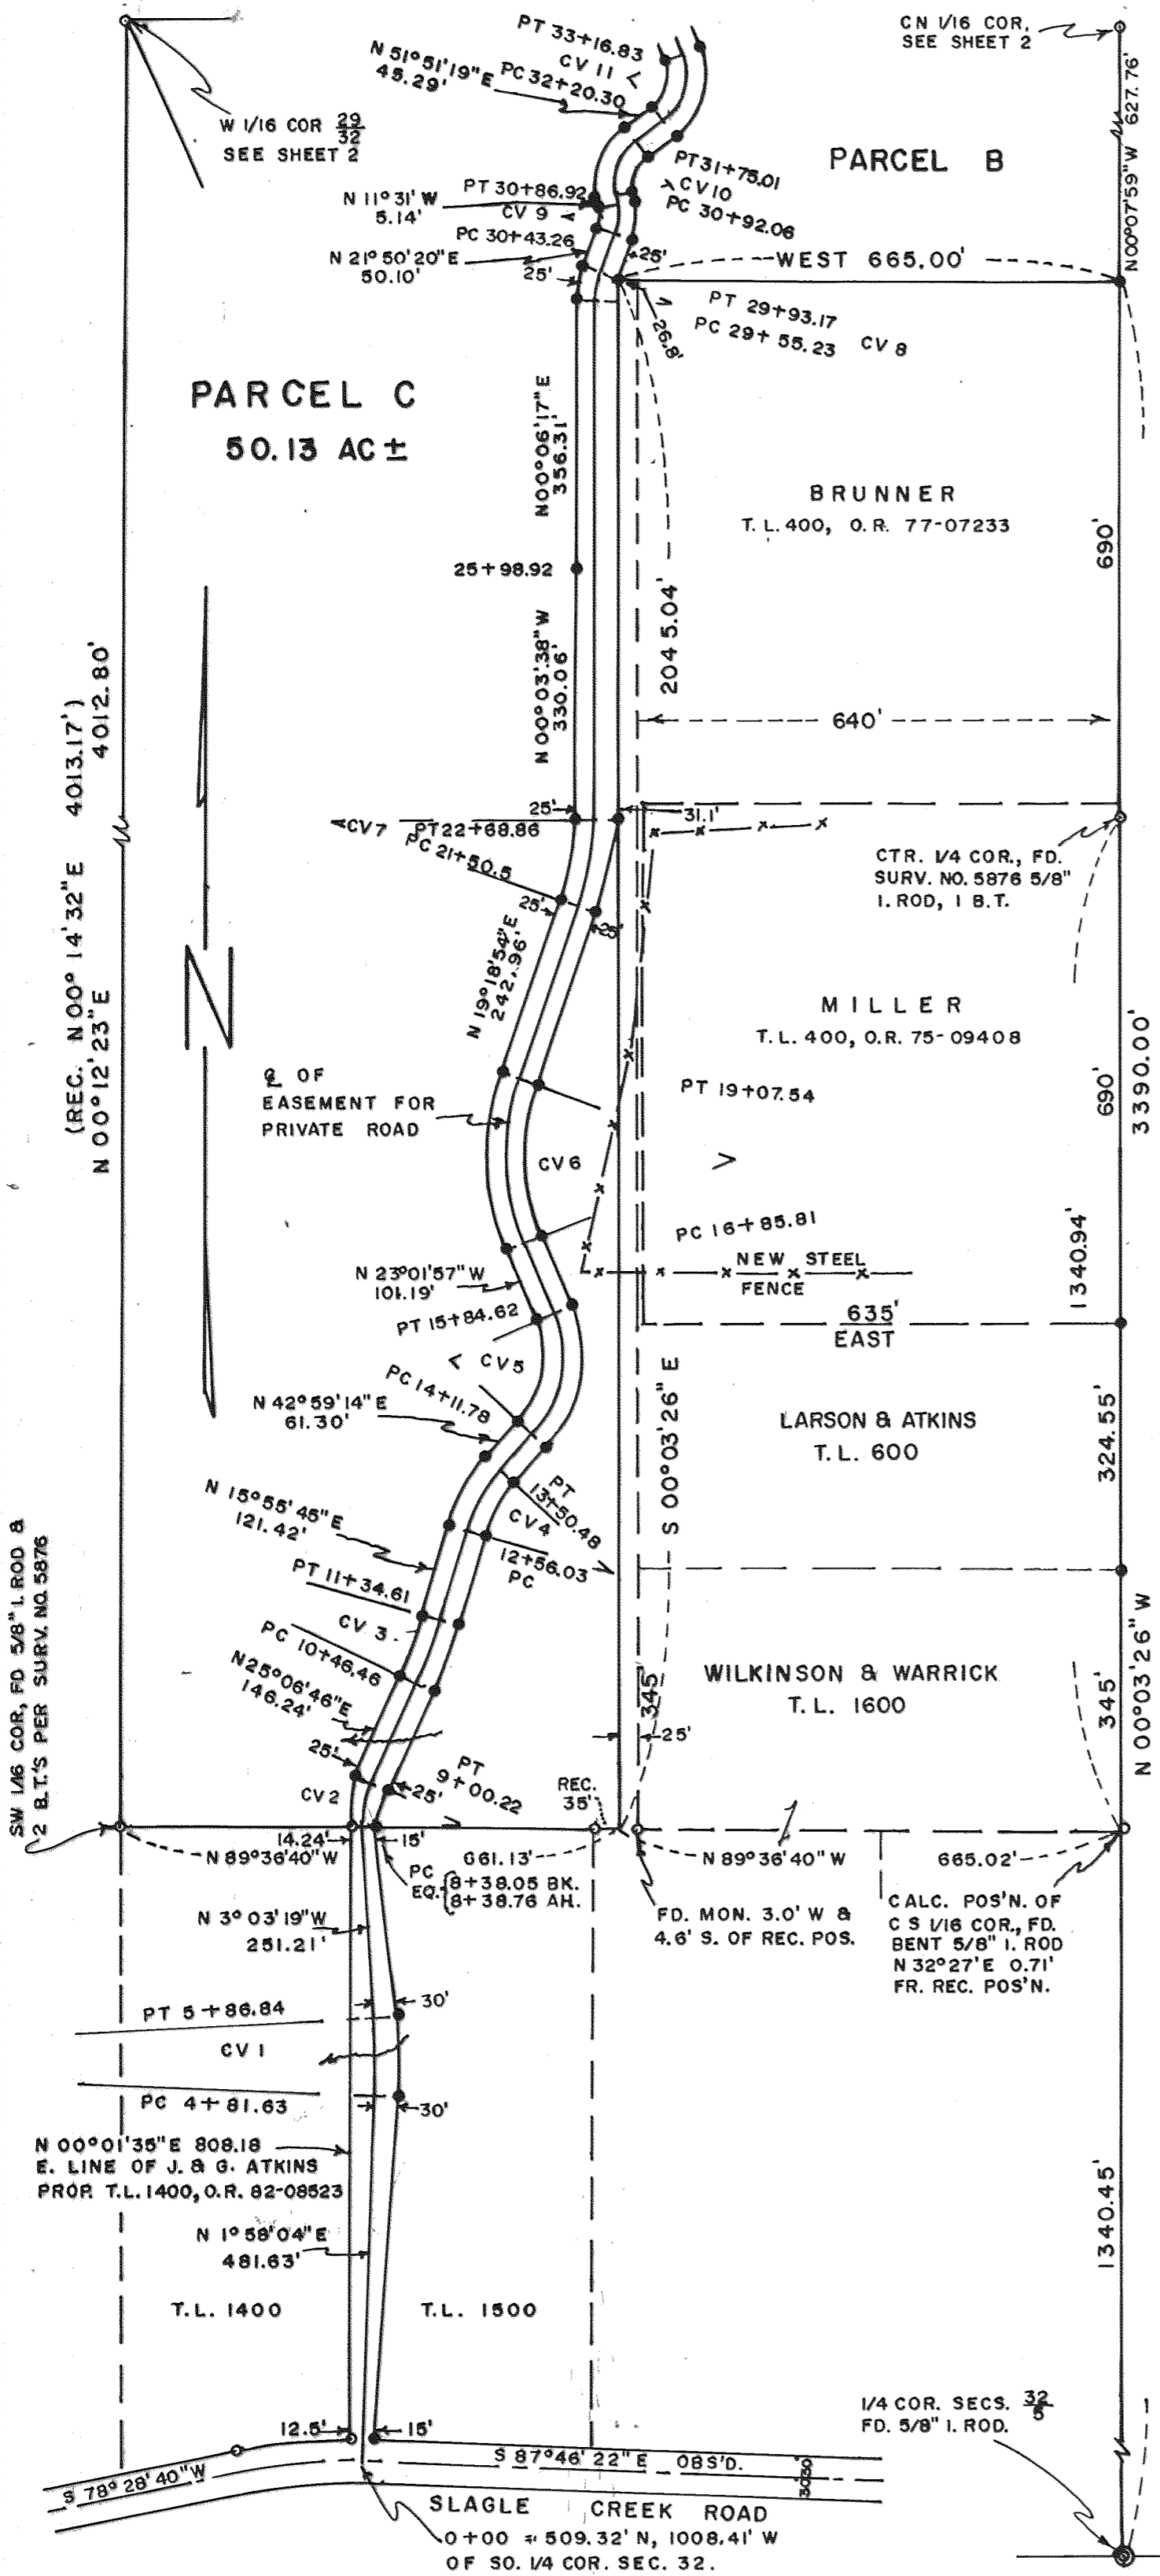 PT 33+16.83
CV 11 <
N 51°51'19"E
45.29'
PC 32+20.30
CN 1/16 COR.
SEE SHEET 2
N00°07'59"W 627.76'
W 1/16 COR 29/32
SEE SHEET 2
PARCEL B
PT 31+75.01
> CV 10
PC 30+92.06
N 11°31' W
5.14'
PT 30+86.92
CV 9 <
PC 30+43.26
N 21°50'20"E
50.10'
25'
25'
WEST 665.00'
PT 29+93.17
PC 29+55.23 CV 8
26.8'
PARCEL C
50.13 AC ±
N00°06'17"E
356.31'
BRUNNER
T.L. 400, O.R. 77-07233
690'
25+98.92
N 00°03'38"W
330.06'
2045.04'
640'
(REC. N00°14'32"E 4013.17')
N 00°12'23"E 4012.80'
25'
31.1'
<CV7 PT 22+68.86
PC 21+50.5
25'
25'
CTR. 1/4 COR., FD.
SURV. NO. 5876 5/8"
I. ROD, 1 B.T.
N 19°18'54"E
242.96'
N
MILLER
T.L. 400, O.R. 75-09408
690'
3390.00'
℄ OF
EASEMENT FOR
PRIVATE ROAD
PT 19+07.54
CV 6 >
PC 16+85.81
NEW STEEL
FENCE
1340.94'
N 23°01'57"W
101.19'
PT 15+84.62
635'
EAST
< CV5
PC 14+11.78
N 42°59'14"E
61.30'
S 00°03'26" E
LARSON & ATKINS
T.L. 600
324.55'
N 15°55'45"E
121.42'
PT
13+50.48
CV4
12+56.03
PC
PT 11+34.61
CV 3
PC 10+46.46
N25°06'46"E
146.24'
SW 1/16 COR, FD 5/8" I. ROD &
2 B.T.'S PER SURV. NO. 5876
WILKINSON & WARRICK
T.L. 1600
345'
345'
N 00°03'26" W
25'
25'
PT
9+00.22
25'
CV 2
REC.
35'
14.24'
15'
N 89°36'40"W
661.13'
N 89°36'40"W
665.02'
PC
EQ. {8+38.05 BK.
{8+38.76 AH.
FD. MON. 3.0' W &
4.6' S. OF REC. POS.
CALC. POS'N. OF
C S 1/16 COR., FD.
BENT 5/8" I. ROD
N 32°27'E 0.71'
FR. REC. POS'N.
N 3°03'19"W
251.21'
30'
PT 5+86.84
CV 1
PC 4+81.63
30'
N 00°01'35"E 808.18
E. LINE OF J. & G. ATKINS
PROP. T.L. 1400, O.R. 82-08523
N 1°58'04"E
481.63'
1340.45'
T.L. 1400
T.L. 1500
1/4 COR. SECS. 32/5
FD. 5/8" I. ROD.
12.5'
15'
S 78°28'40"W
S 87°46'22"E OBS'D.
30'30'
SLAGLE CREEK ROAD
0+00 = 509.32' N, 1008.41' W
OF SO. 1/4 COR. SEC. 32.